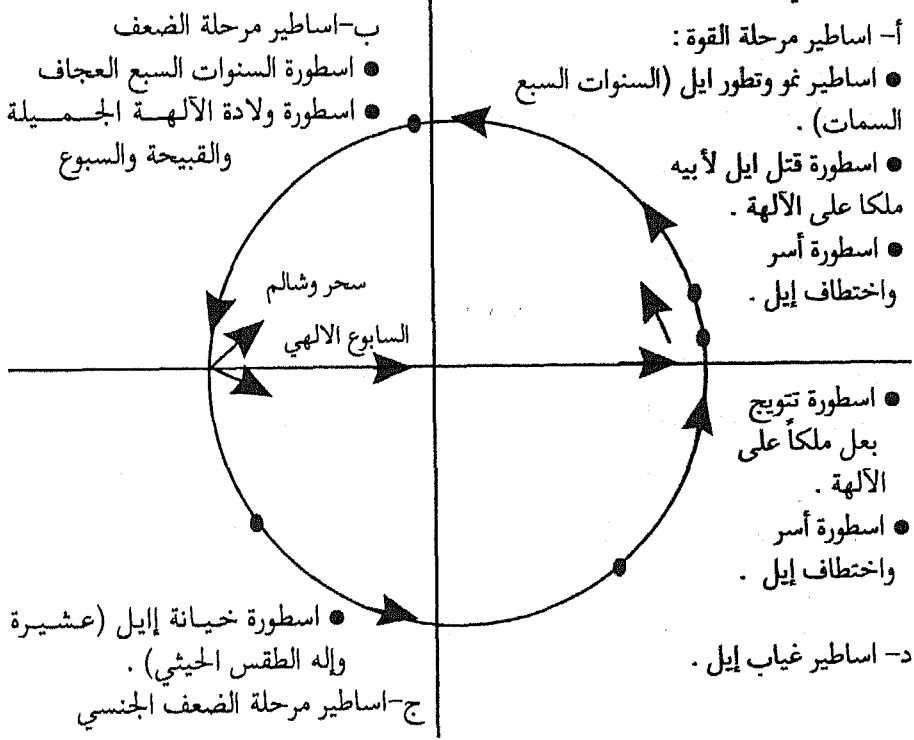 أ- اساطير مرحلة القوة :
● اساطير نمو وتطور ايل (السنوات السبع
السمات) .
● اسطورة قتل ايل لأبيه
ملكا على الآلهة .
● اسطورة أسر
واختطاف إيل .
ب-اساطير مرحلة الضعف
● اسطورة السنوات السبع العجاف
● اسطورة ولادة الآلهة الجميلة
والقبيحة والسبوع
سحر وشالم
السابوع الالهي
● اسطورة تتويج
بعل ملكاً على
الآلهة .
● اسطورة أسر
واختطاف إيل .
د- اساطير غياب إيل .
● اسطورة خيانة إايل (عشيرة
وإله الطقس الحيثي) .
ج-اساطير مرحلة الضعف الجنسي